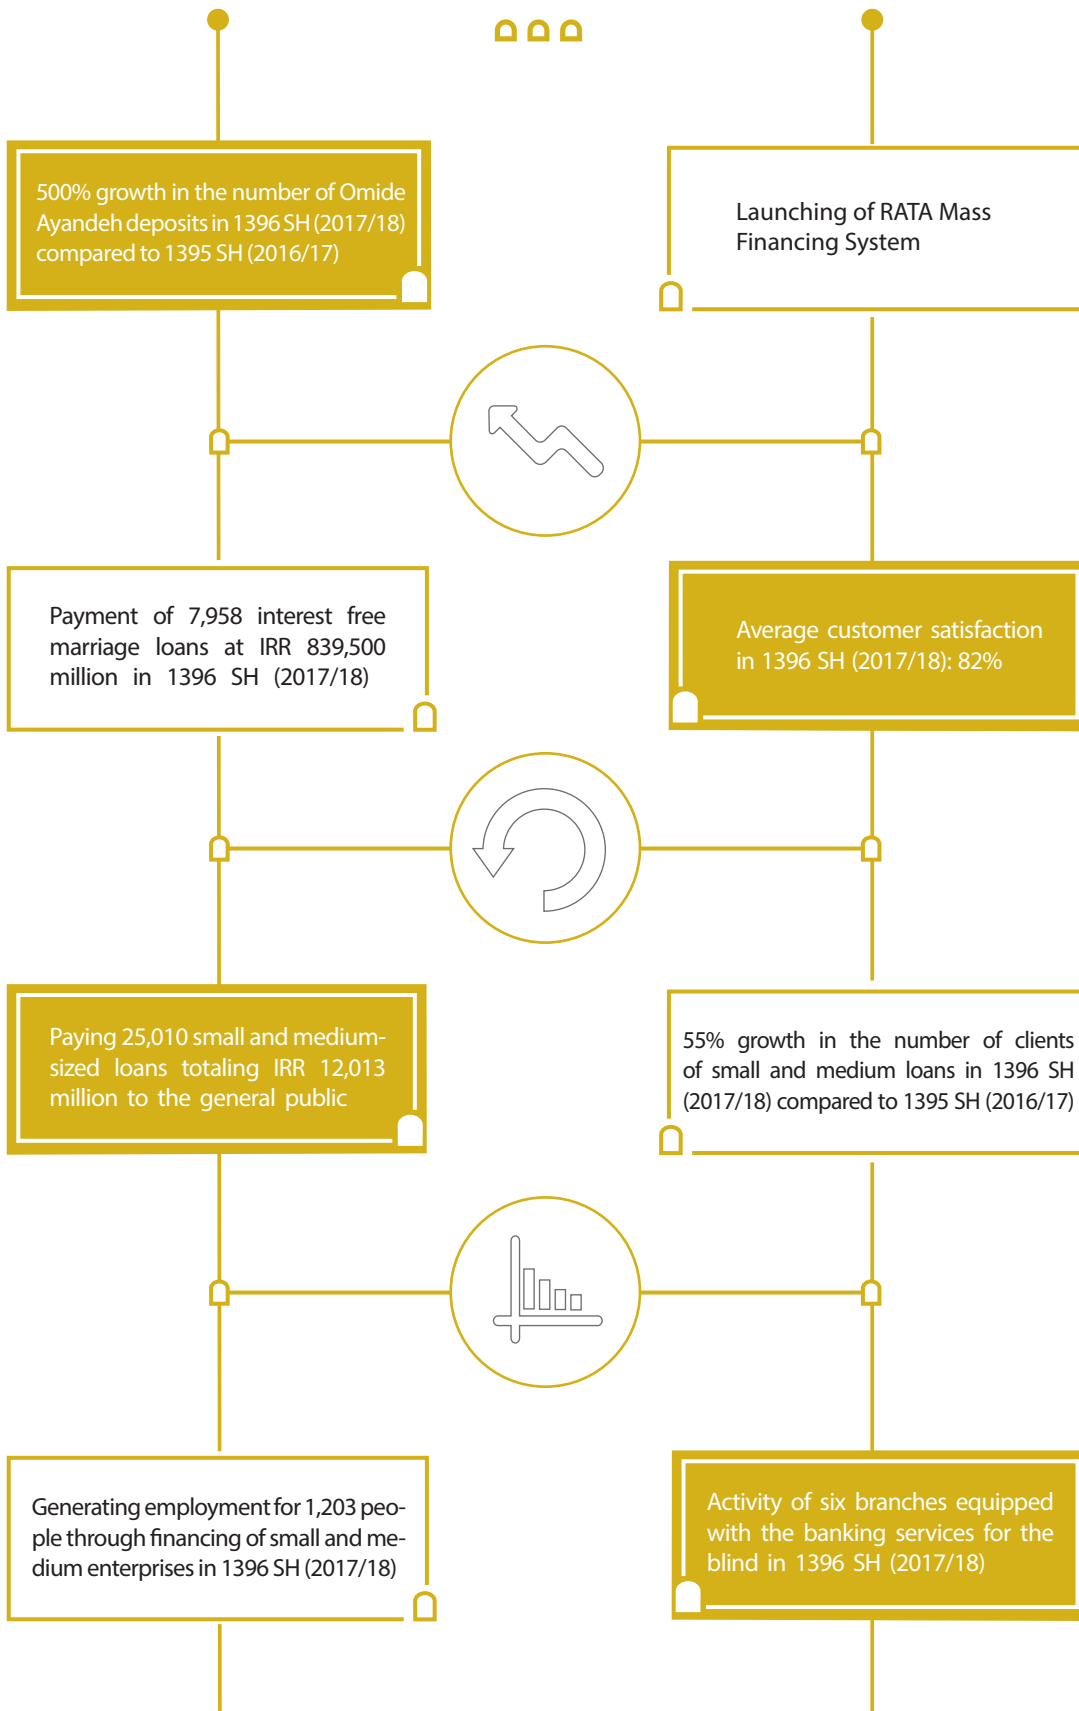 500% growth in the number of Omide
Ayandeh deposits in 1396 SH (2017/18)
compared to 1395 SH (2016/17)
Launching of RATA Mass
Financing System
Payment of 7,958 interest free
marriage loans at IRR 839,500
million in 1396 SH (2017/18)
Average customer satisfaction
in 1396 SH (2017/18): 82%
Paying 25,010 small and medium-
sized loans totaling IRR 12,013
million to the general public
55% growth in the number of clients
of small and medium loans in 1396 SH
(2017/18) compared to 1395 SH (2016/17)
Generating employment for 1,203 peo-
ple through financing of small and me-
dium enterprises in 1396 SH (2017/18)
Activity of six branches equipped
with the banking services for the
blind in 1396 SH (2017/18)